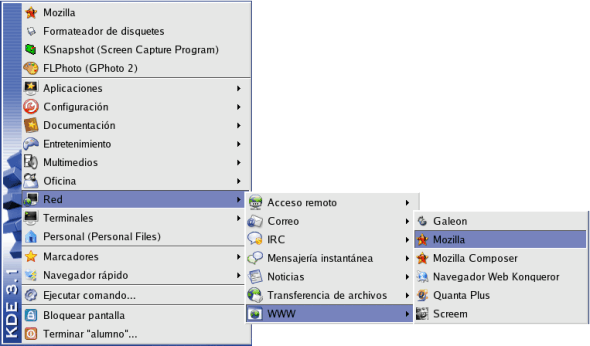 Mozilla
Formateador de disquetes
KSnapshot (Screen Capture Program)
FLPhoto (GPhoto 2)
Aplicaciones
Configuración
Documentación
Entretenimiento
Multimedios
Oficina
Red
Terminales
Personal (Personal Files)
Marcadores
Navegador rápido
Ejecutar comando...
Bloquear pantalla
Terminar "alumno"...
KDE 3.1
Acceso remoto
Correo
IRC
Mensajería instantánea
Noticias
Transferencia de archivos
WWW
Galeon
Mozilla
Mozilla Composer
Navegador Web Konqueror
Quanta Plus
Screem